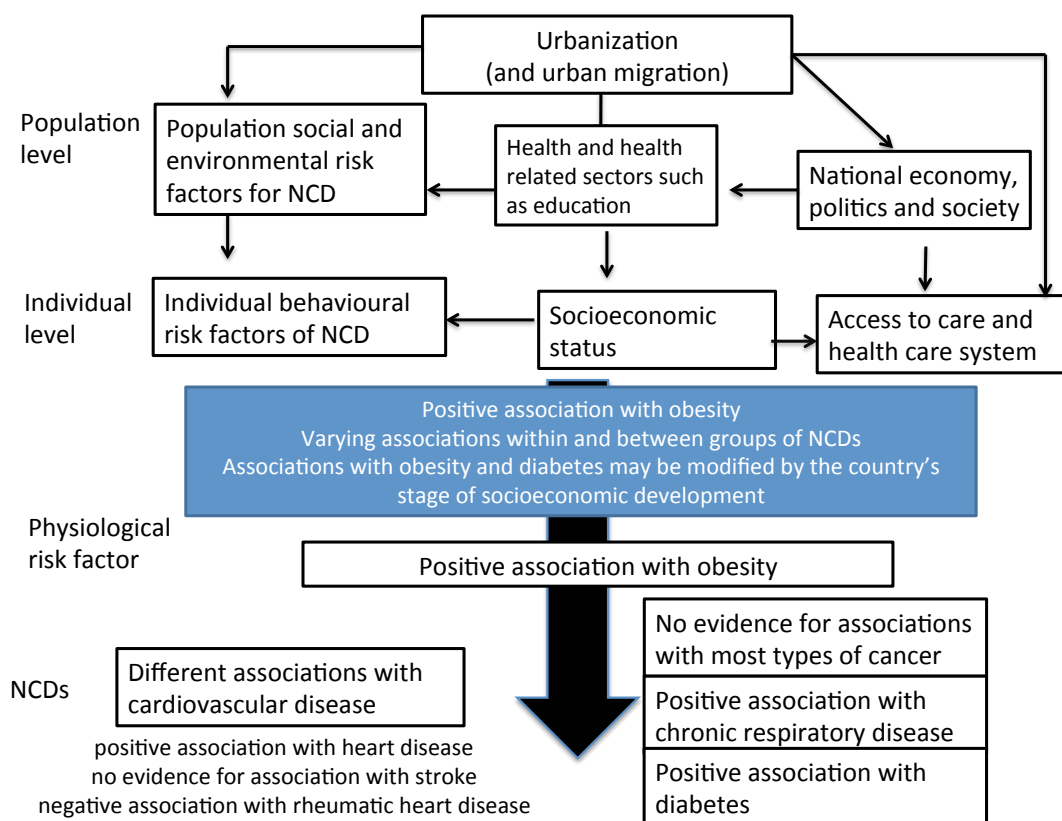 Urbanization
(and urban migration)
Population
level
Population social and
environmental risk
factors for NCD
Health and health
related sectors such
as education
National economy,
politics and society
Individual
level
Individual behavioural
risk factors of NCD
Socioeconomic
status
Access to care and
health care system
Positive association with obesity
Varying associations within and between groups of NCDs
Associations with obesity and diabetes may be modified by the country's
stage of socioeconomic development
Physiological
risk factor
Positive association with obesity
NCDs
Different associations with
cardiovascular disease
positive association with heart disease
no evidence for association with stroke
negative association with rheumatic heart disease
No evidence for associations
with most types of cancer
Positive association with
chronic respiratory disease
Positive association with
diabetes